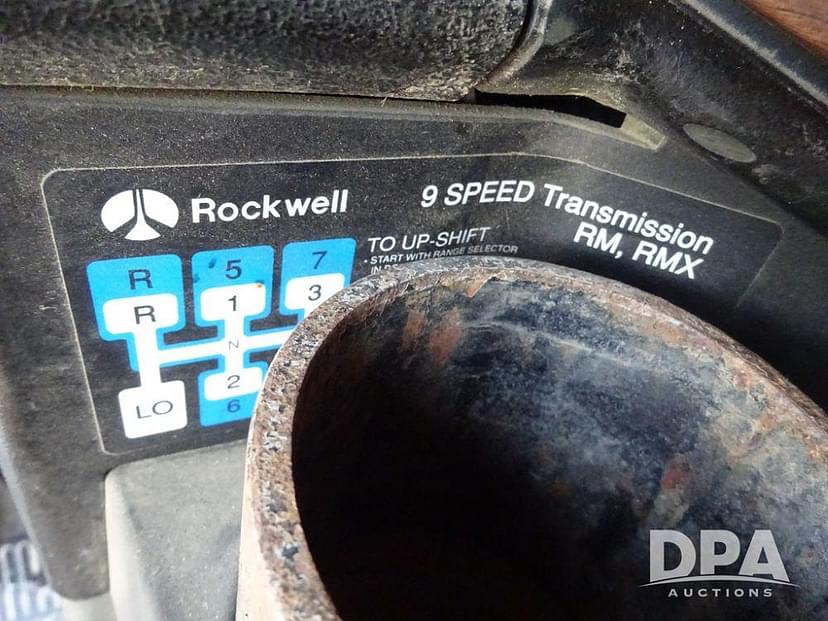 Rockwell
9 SPEED Transmission
RM, RMX
TO UP-SHIFT
• START WITH RANGE SELECTOR
IN
R 5 7
R 1 3
N
2
LO 6
DPA
AUCTIONS